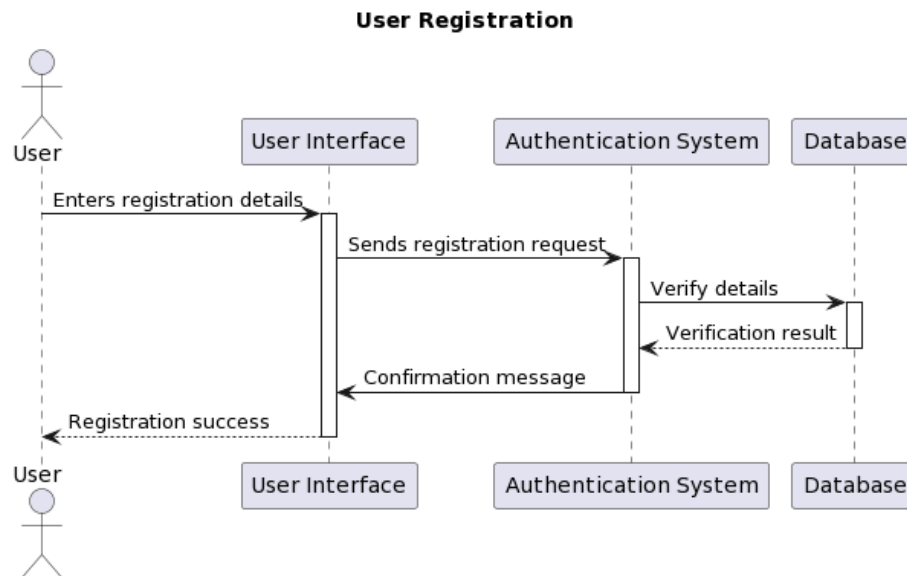 User Registration
User
User Interface
Authentication System
Database
Enters registration details
Sends registration request
Verify details
Verification result
Confirmation message
Registration success
User
User Interface
Authentication System
Database